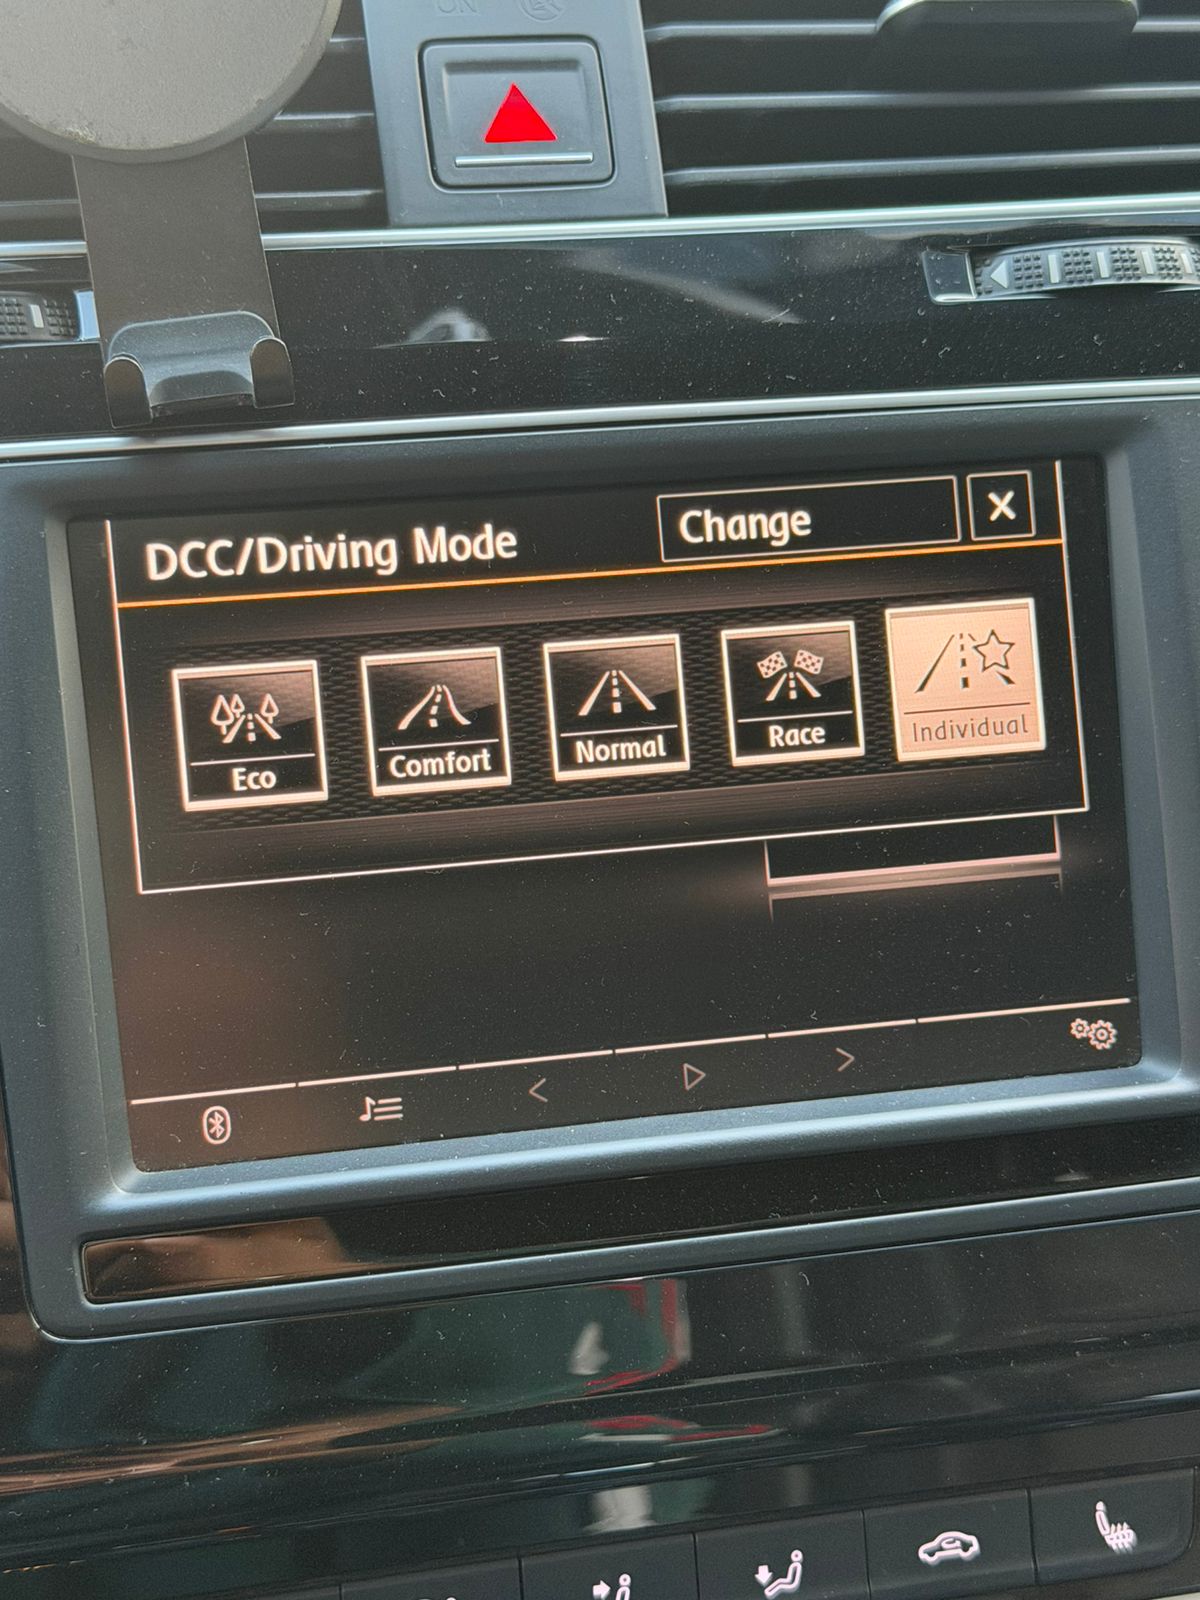 DCC/Driving Mode
Change
X
Eco
Comfort
Normal
Race
Individual